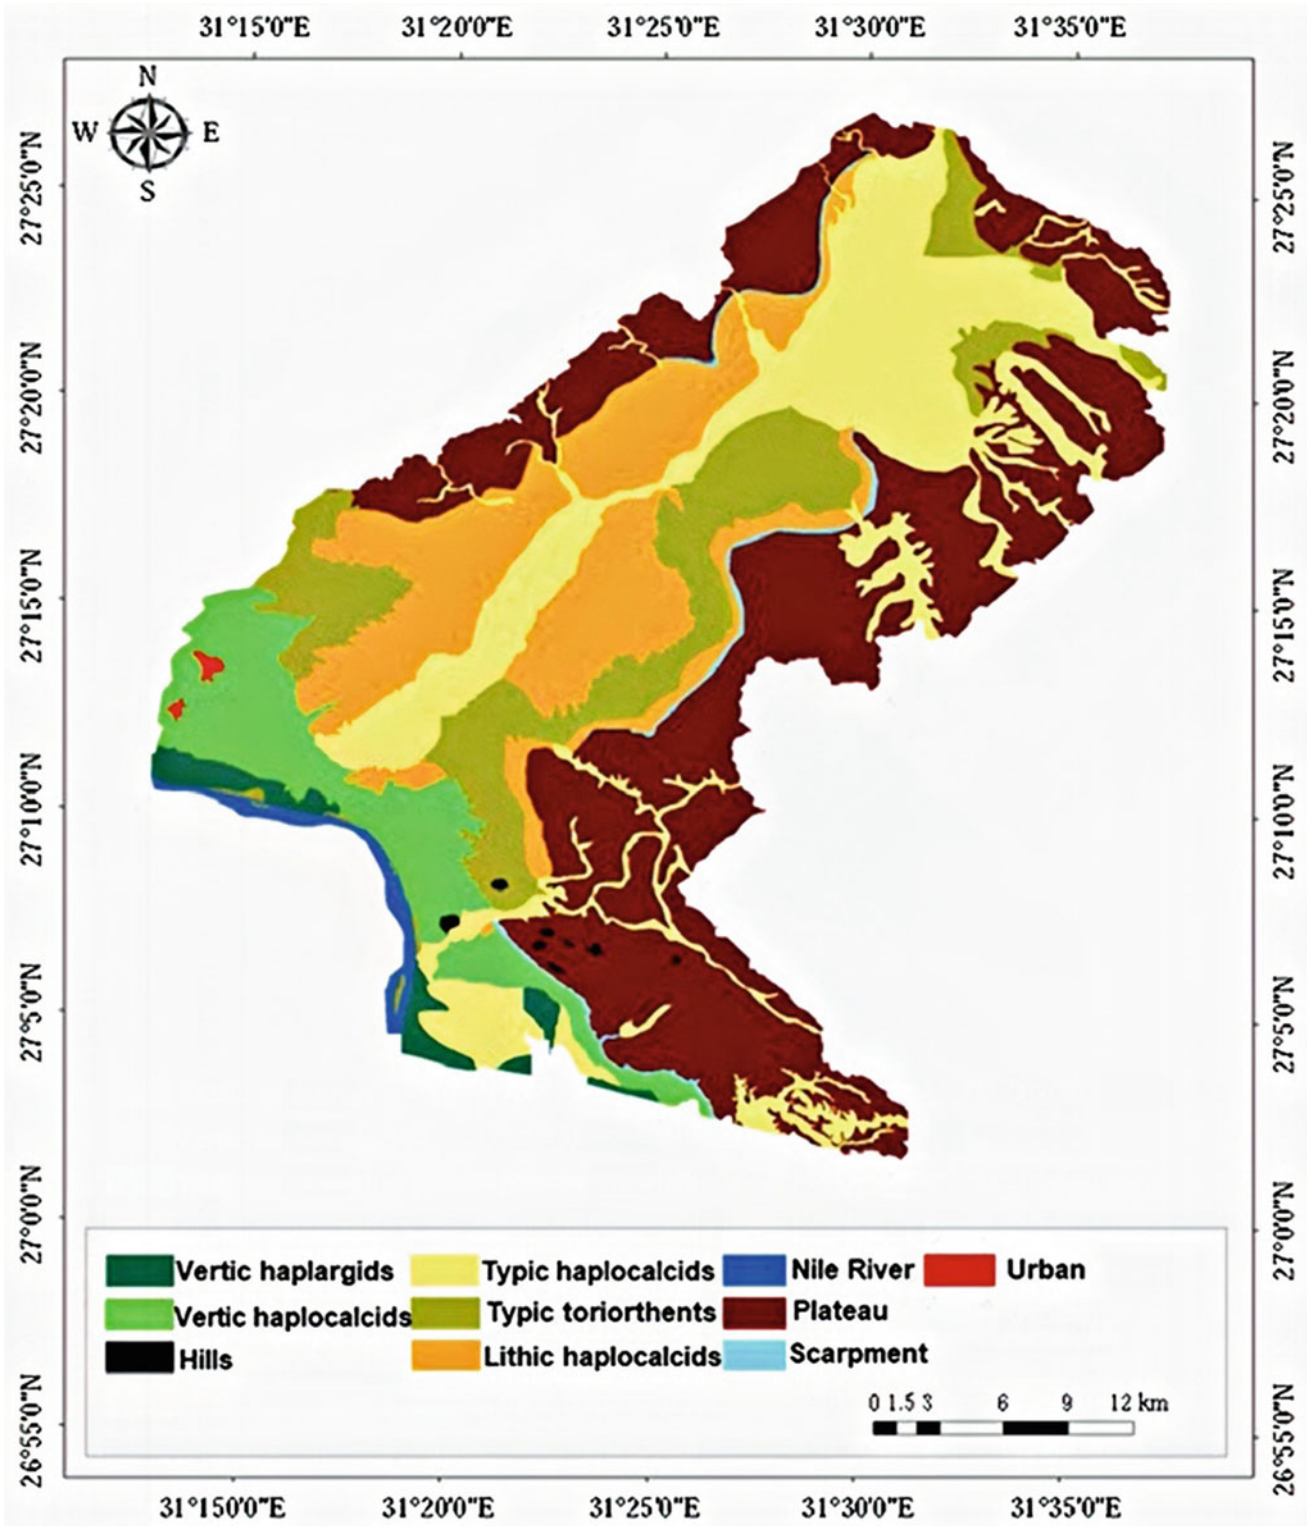 31°15'0"E 31°20'0"E 31°25'0"E 31°30'0"E 31°35'0"E
N
W E
S
27°25'0"N 27°25'0"N
27°20'0"N 27°20'0"N
27°15'0"N 27°15'0"N
27°10'0"N 27°10'0"N
27°5'0"N 27°5'0"N
27°0'0"N 27°0'0"N
Vertic haplargids Typic haplocalcids Nile River Urban
Vertic haplocalcids Typic toriorthents Plateau
Hills Lithic haplocalcids Scarpment
0 1.5 3 6 9 12 km
26°55'0"N 26°55'0"N
31°15'0"E 31°20'0"E 31°25'0"E 31°30'0"E 31°35'0"E